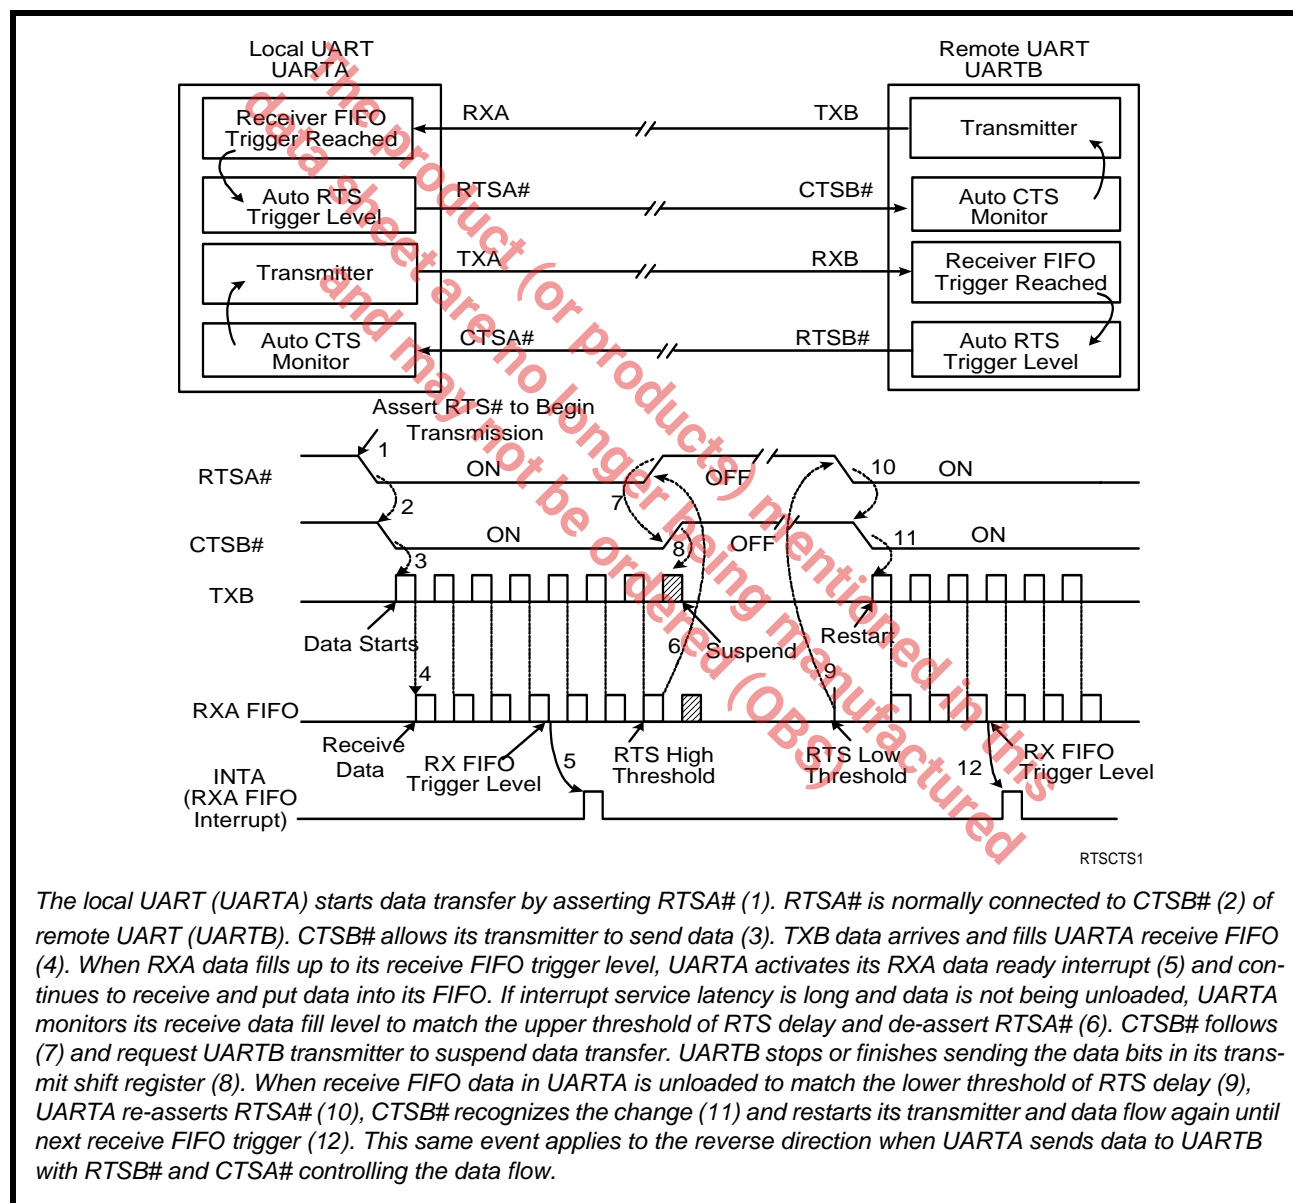 Local UART
UARTA
Remote UART
UARTB
Receiver FIFO
Trigger Reached
RXA
TXB
Transmitter
Auto RTS
Trigger Level
RTSA#
CTSB#
Auto CTS
Monitor
Transmitter
TXA
RXB
Receiver FIFO
Trigger Reached
Auto CTS
Monitor
CTSA#
RTSB#
Auto RTS
Trigger Level
Assert RTS# to Begin
Transmission
RTSA#
1
ON
OFF
10
ON
2
7
CTSB#
ON
8
OFF
11
ON
3
TXB
Data Starts
6
Suspend
Restart
4
9
RXA FIFO
Receive
Data
RX FIFO
Trigger Level
5
RTS High
Threshold
RTS Low
Threshold
12
RX FIFO
Trigger Level
INTA
(RXA FIFO
Interrupt)
RTSCTS1
The product (or products) mentioned in this
data sheet are no longer being manufactured
and may not be ordered (OBS)
The local UART (UARTA) starts data transfer by asserting RTSA# (1). RTSA# is normally connected to CTSB# (2) of
remote UART (UARTB). CTSB# allows its transmitter to send data (3). TXB data arrives and fills UARTA receive FIFO
(4). When RXA data fills up to its receive FIFO trigger level, UARTA activates its RXA data ready interrupt (5) and con-
tinues to receive and put data into its FIFO. If interrupt service latency is long and data is not being unloaded, UARTA
monitors its receive data fill level to match the upper threshold of RTS delay and de-assert RTSA# (6). CTSB# follows
(7) and request UARTB transmitter to suspend data transfer. UARTB stops or finishes sending the data bits in its trans-
mit shift register (8). When receive FIFO data in UARTA is unloaded to match the lower threshold of RTS delay (9),
UARTA re-asserts RTSA# (10), CTSB# recognizes the change (11) and restarts its transmitter and data flow again until
next receive FIFO trigger (12). This same event applies to the reverse direction when UARTA sends data to UARTB
with RTSB# and CTSA# controlling the data flow.